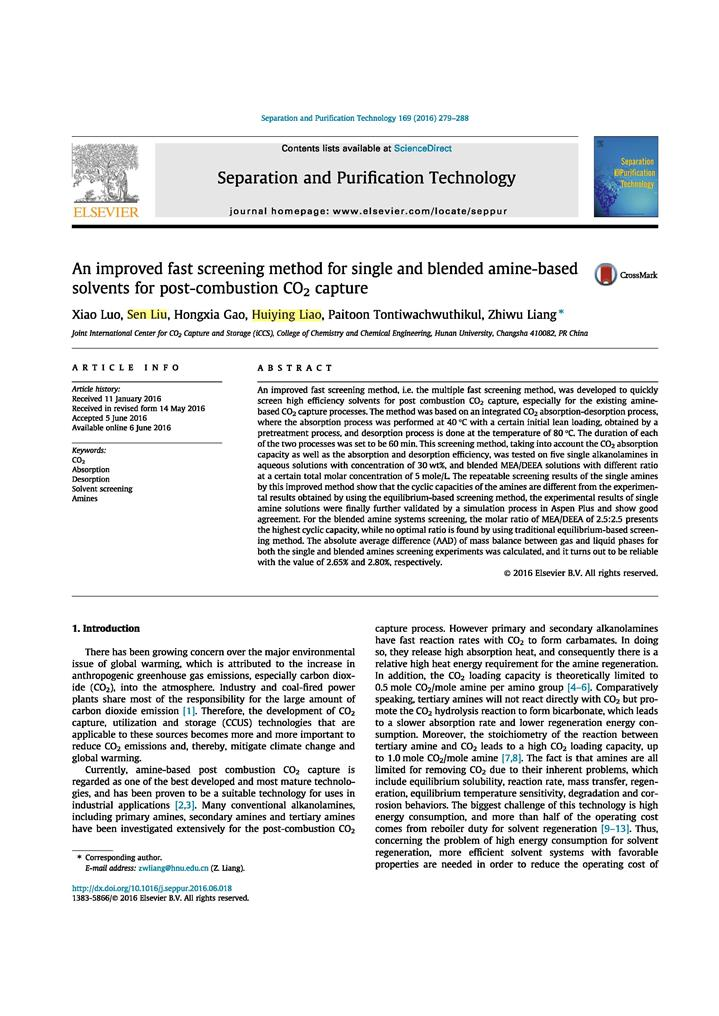 Separation and Purification Technology 169 (2016) 279–288
Contents lists available at ScienceDirect
Separation and Purification Technology
journal homepage: www.elsevier.com/locate/seppur
ELSEVIER
Separation
Purification
Technology
An improved fast screening method for single and blended amine-based
solvents for post-combustion CO₂ capture
CrossMark
Xiao Luo, Sen Liu, Hongxia Gao, Huiying Liao, Paitoon Tontiwachwuthikul, Zhiwu Liang *
Joint International Center for CO₂ Capture and Storage (iCCS), College of Chemistry and Chemical Engineering, Hunan University, Changsha 410082, PR China
ARTICLE INFO
Article history:
Received 11 January 2016
Received in revised form 14 May 2016
Accepted 5 June 2016
Available online 6 June 2016
Keywords:
CO₂
Absorption
Desorption
Solvent screening
Amines
ABSTRACT
An improved fast screening method, i.e. the multiple fast screening method, was developed to quickly
screen high efficiency solvents for post combustion CO₂ capture, especially for the existing amine-
based CO₂ capture processes. The method was based on an integrated CO₂ absorption-desorption process,
where the absorption process was performed at 40 °C with a certain initial lean loading, obtained by a
pretreatment process, and desorption process is done at the temperature of 80 °C. The duration of each
of the two processes was set to be 60 min. This screening method, taking into account the CO₂ absorption
capacity as well as the absorption and desorption efficiency, was tested on five single alkanolamines in
aqueous solutions with concentration of 30 wt%, and blended MEA/DEEA solutions with different ratio
at a certain total molar concentration of 5 mole/L. The repeatable screening results of the single amines
by this improved method show that the cyclic capacities of the amines are different from the experimen-
tal results obtained by using the equilibrium-based screening method, the experimental results of single
amine solutions were finally further validated by a simulation process in Aspen Plus and show good
agreement. For the blended amine systems screening, the molar ratio of MEA/DEEA of 2.5:2.5 presents
the highest cyclic capacity, while no optimal ratio is found by using traditional equilibrium-based screen-
ing method. The absolute average difference (AAD) of mass balance between gas and liquid phases for
both the single and blended amines screening experiments was calculated, and it turns out to be reliable
with the value of 2.65% and 2.80%, respectively.
© 2016 Elsevier B.V. All rights reserved.
1. Introduction
There has been growing concern over the major environmental
issue of global warming, which is attributed to the increase in
anthropogenic greenhouse gas emissions, especially carbon diox-
ide (CO₂), into the atmosphere. Industry and coal-fired power
plants share most of the responsibility for the large amount of
carbon dioxide emission [1]. Therefore, the development of CO₂
capture, utilization and storage (CCUS) technologies that are
applicable to these sources becomes more and more important to
reduce CO₂ emissions and, thereby, mitigate climate change and
global warming.
Currently, amine-based post combustion CO₂ capture is
regarded as one of the best developed and most mature technolo-
gies, and has been proven to be a suitable technology for uses in
industrial applications [2,3]. Many conventional alkanolamines,
including primary amines, secondary amines and tertiary amines
have been investigated extensively for the post-combustion CO₂
* Corresponding author.
E-mail address: zwliang@hnu.edu.cn (Z. Liang).
http://dx.doi.org/10.1016/j.seppur.2016.06.018
1383-5866/© 2016 Elsevier B.V. All rights reserved.
capture process. However primary and secondary alkanolamines
have fast reaction rates with CO₂ to form carbamates. In doing
so, they release high absorption heat, and consequently there is a
relative high heat energy requirement for the amine regeneration.
In addition, the CO₂ loading capacity is theoretically limited to
0.5 mole CO₂/mole amine per amino group [4–6]. Comparatively
speaking, tertiary amines will not react directly with CO₂ but pro-
mote the CO₂ hydrolysis reaction to form bicarbonate, which leads
to a slower absorption rate and lower regeneration energy con-
sumption. Moreover, the stoichiometry of the reaction between
tertiary amine and CO₂ leads to a high CO₂ loading capacity, up
to 1.0 mole CO₂/mole amine [7,8]. The fact is that amines are all
limited for removing CO₂ due to their inherent problems, which
include equilibrium solubility, reaction rate, mass transfer, regen-
eration, equilibrium temperature sensitivity, degradation and cor-
rosion behaviors. The biggest challenge of this technology is high
energy consumption, and more than half of the operating cost
comes from reboiler duty for solvent regeneration [9–13]. Thus,
concerning the problem of high energy consumption for solvent
regeneration, more efficient solvent systems with favorable
properties are needed in order to reduce the operating cost of